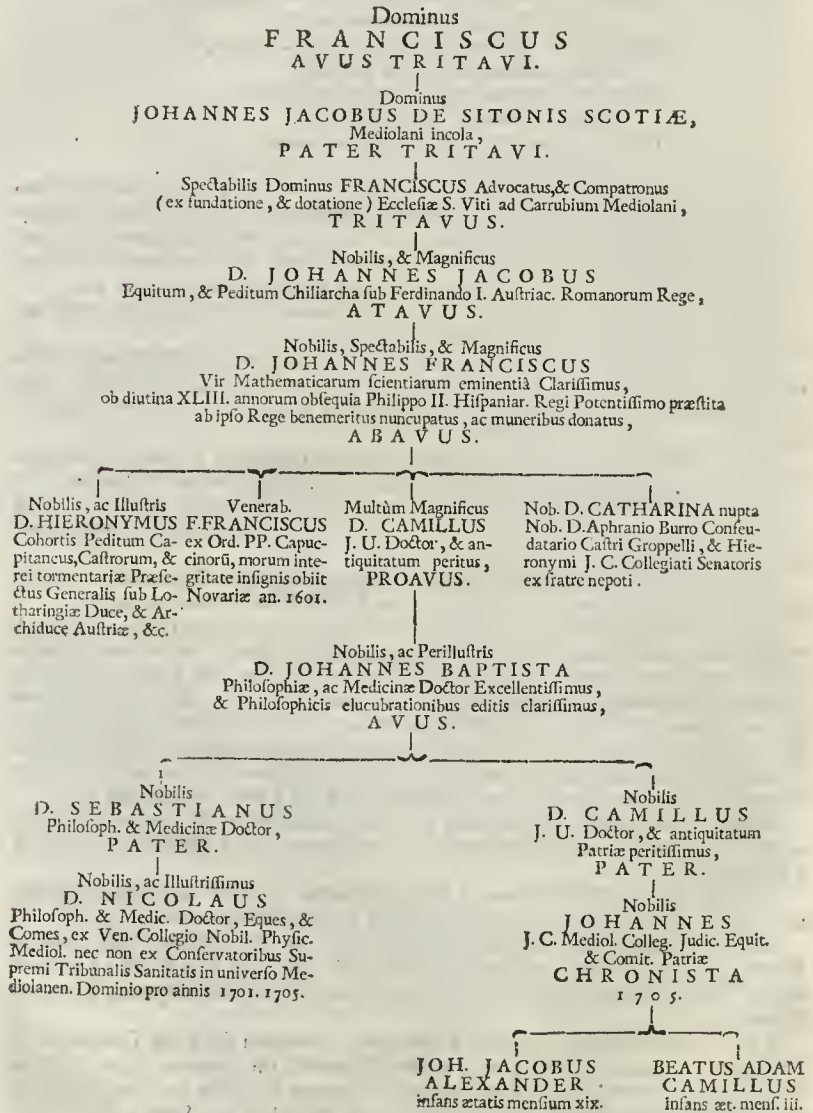 Dominus
FRANCISCUS
AVUS TRITAVI.
Dominus
JOHANNES JACOBUS DE SITONIS SCOTIÆ,
Mediolani incola,
PATER TRITAVI.
Spectabilis Dominus FRANCISCUS Advocatus, & Compatronus
(ex fundatione, & dotatione) Ecclesiæ S. Viti ad Carrubium Mediolani,
TRITAVUS.
Nobilis, & Magnificus
D. JOHANNES JACOBUS
Equitum, & Peditum Chiliarcha ſub Ferdinando I. Auſtriac. Romanorum Rege,
ATAVUS.
Nobilis, Spectabilis, & Magnificus
D. JOHANNES FRANCISCUS
Vir Mathematicarum ſcientiarum eminentiâ Clariſſimus,
ob diutina XLIII. annorum obſequia Philippo II. Hiſpaniar. Regi Potentiſſimo præſtita
ab ipſo Rege benemeritus nuncupatus, ac muneribus donatus,
ABAVUS.
Nobilis, ac Illuſtris
D. HIERONYMUS
Cohortis Peditum Ca-
pitaneus, Caſtrorum, &
rei tormentariæ Præfe-
ctus Generalis ſub Lo-
tharingiæ Duce, & Ar-
chiduce Auſtriæ, &c.
Venerab.
F. FRANCISCUS
ex Ord. PP. Capuc-
cinorũ, morum inte-
gritate inſignis obiit
Novariæ an. 1601.
Multùm Magnificus
D. CAMILLUS
J. U. Doctor, & an-
tiquitatum peritus,
PROAVUS.
Nob. D. CATHARINA nupta
Nob. D. Aphranio Burro Confeu-
datario Caſtri Groppelli, & Hie-
ronymi J. C. Collegiati Senatoris
ex fratre nepoti.
Nobilis, ac Perilluſtris
D. JOHANNES BAPTISTA
Philoſophiæ, ac Medicinæ Doctor Excellentiſſimus,
& Philoſophicis elucubrationibus editis clariſſimus,
AVUS.
Nobilis
D. SEBASTIANUS
Philoſoph. & Medicinæ Doctor,
PATER.
Nobilis, ac Illuſtriſſimus
D. NICOLAUS
Philoſoph. & Medic. Doctor, Eques, &
Comes, ex Ven. Collegio Nobil. Phyſic.
Mediol. nec non ex Conſervatoribus Su-
premi Tribunalis Sanitatis in univerſo Me-
diolanen. Dominio pro annis 1701. 1705.
Nobilis
D. CAMILLUS
J. U. Doctor, & antiquitatum
Patriæ peritiſſimus,
PATER.
Nobilis
JOHANNES
J. C. Mediol. Colleg. Judic. Equit.
& Comit. Patriæ
CHRONISTA
1705.
JOH. JACOBUS
ALEXANDER
infans ætatis menſium xix.
BEATUS ADAM
CAMILLUS
infans æt. menſ. iii.